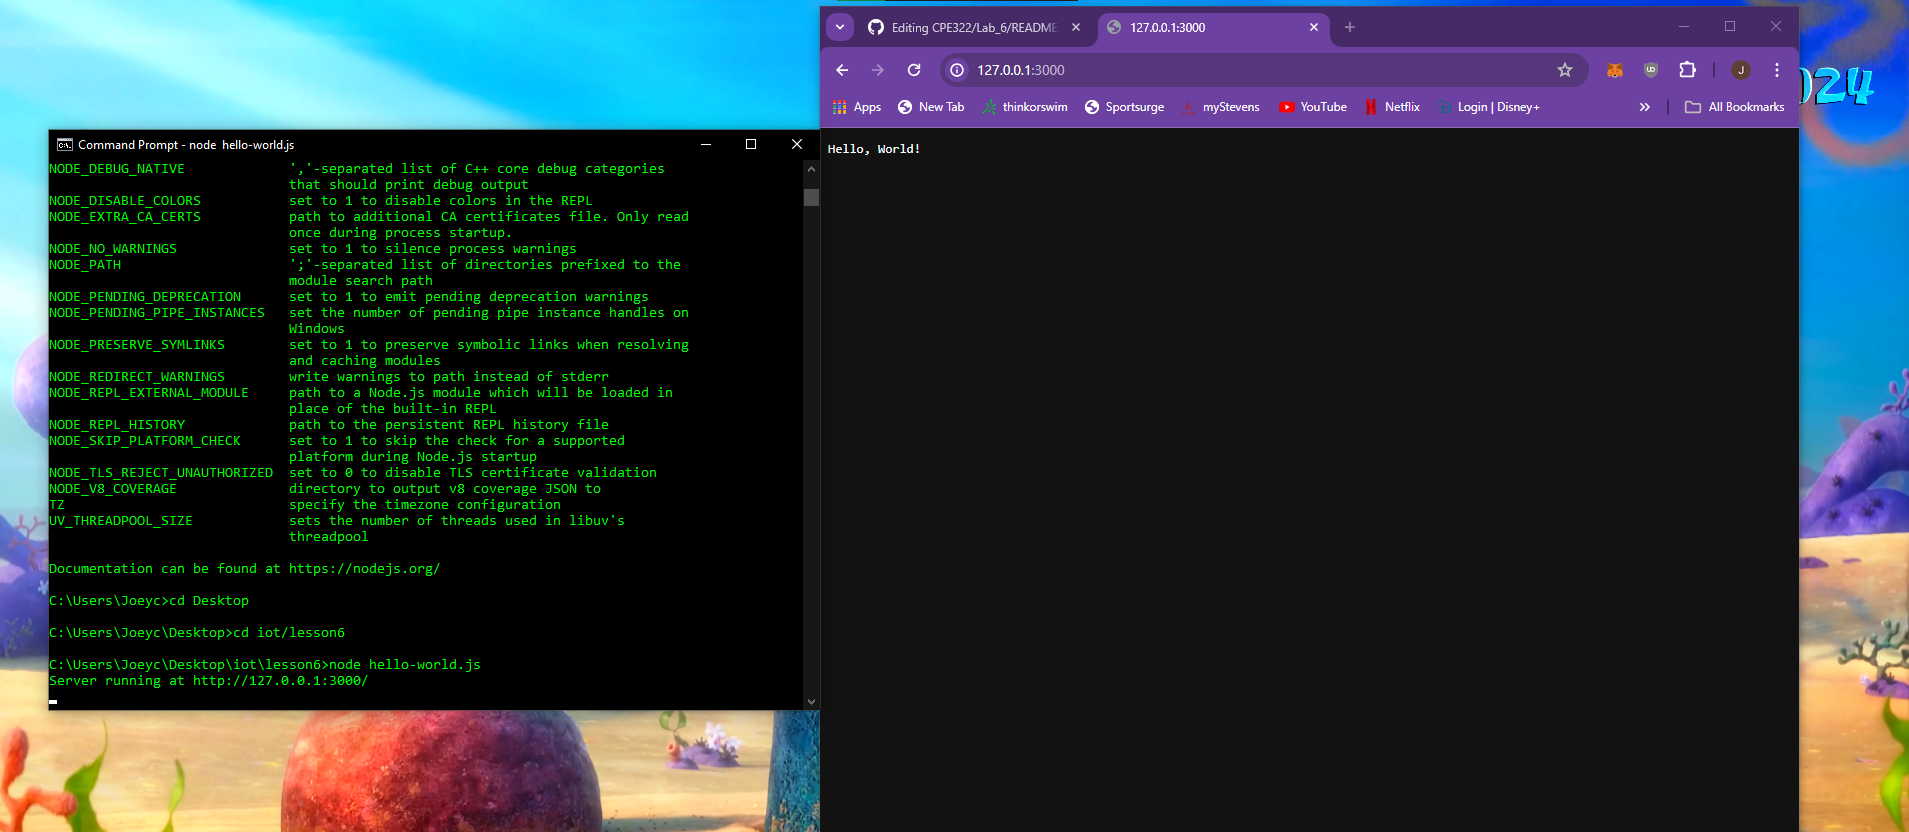 Command Prompt - node  hello-world.js
NODE_DEBUG_NATIVE             ','-separated list of C++ core debug categories
                              that should print debug output
NODE_DISABLE_COLORS           set to 1 to disable colors in the REPL
NODE_EXTRA_CA_CERTS           path to additional CA certificates file. Only read
                              once during process startup.
NODE_NO_WARNINGS              set to 1 to silence process warnings
NODE_PATH                     ';'-separated list of directories prefixed to the
                              module search path
NODE_PENDING_DEPRECATION      set to 1 to emit pending deprecation warnings
NODE_PENDING_PIPE_INSTANCES   set the number of pending pipe instance handles on
                              Windows
NODE_PRESERVE_SYMLINKS        set to 1 to preserve symbolic links when resolving
                              and caching modules
NODE_REDIRECT_WARNINGS        write warnings to path instead of stderr
NODE_REPL_EXTERNAL_MODULE     path to a Node.js module which will be loaded in
                              place of the built-in REPL
NODE_REPL_HISTORY             path to the persistent REPL history file
NODE_SKIP_PLATFORM_CHECK      set to 1 to skip the check for a supported
                              platform during Node.js startup
NODE_TLS_REJECT_UNAUTHORIZED  set to 0 to disable TLS certificate validation
NODE_V8_COVERAGE              directory to output v8 coverage JSON to
TZ                            specify the timezone configuration
UV_THREADPOOL_SIZE            sets the number of threads used in libuv's
                              threadpool
Documentation can be found at https://nodejs.org/
C:\Users\Joeyc>cd Desktop
C:\Users\Joeyc\Desktop>cd iot/lesson6
C:\Users\Joeyc\Desktop\iot\lesson6>node hello-world.js
Server running at http://127.0.0.1:3000/
Editing CPE322/Lab_6/README 127.0.0.1:3000
127.0.0.1:3000 UD J
Apps New Tab thinkorswim Sportsurge myStevens YouTube Netflix Login | Disney+ » All Bookmarks
Hello, World!
024